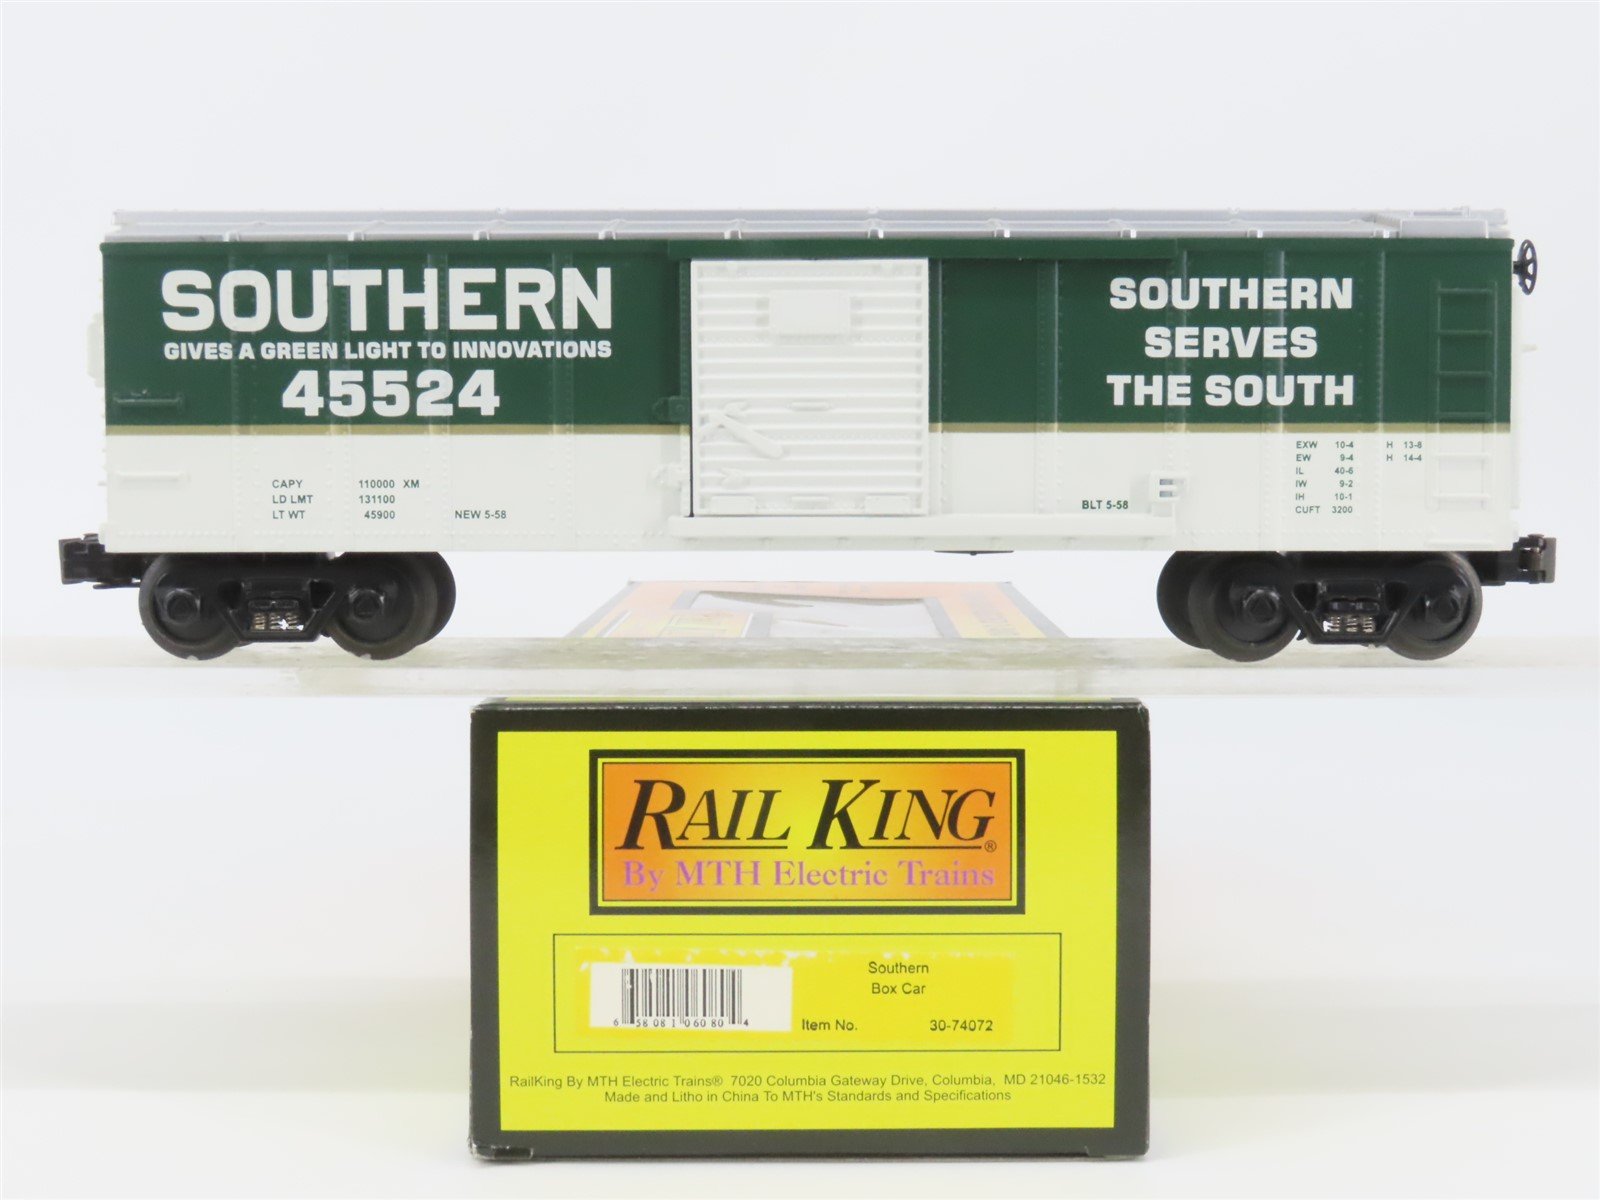 SOUTHERN
GIVES A GREEN LIGHT TO INNOVATIONS
45524
CAPY 110000 XM
LD LMT 131100
LT WT 45900 NEW 5-58
SOUTHERN
SERVES
THE SOUTH
BLT 5-58
EXW 10-4 H 13-8
EW 9-4 H 14-4
IL 40-6
IW 9-2
IH 10-1
CUFT 3200
RAIL KING®
By MTH Electric Trains
Southern
Box Car
6 58081 06080 4
Item No. 30-74072
RailKing By MTH Electric Trains® 7020 Columbia Gateway Drive, Columbia, MD 21046-1532
Made and Litho in China To MTH's Standards and Specifications